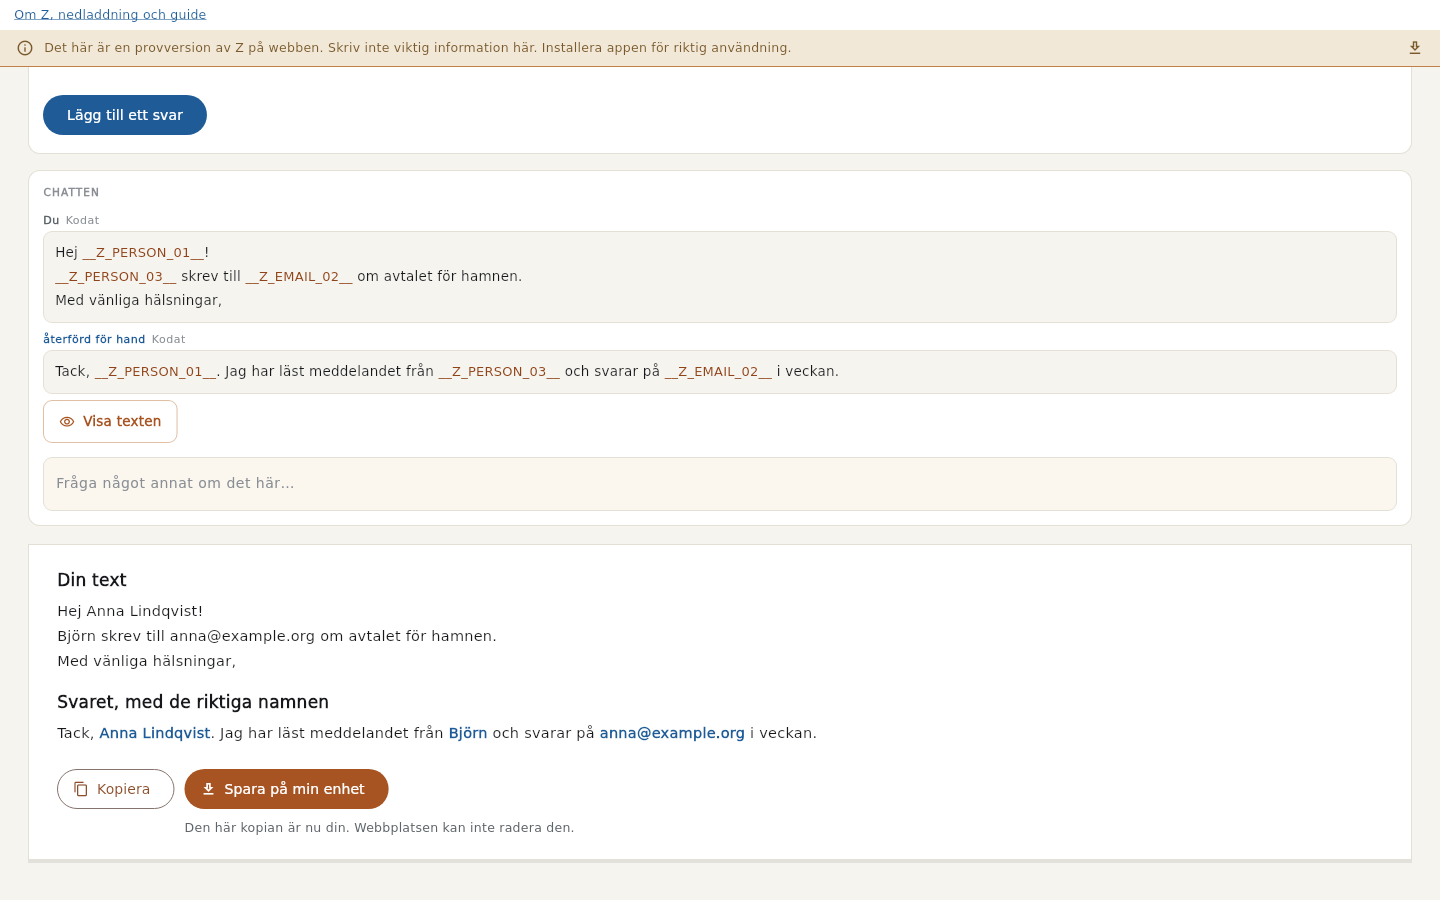 Om Z, nedladdning och guide
Det här är en provversion av Z på webben. Skriv inte viktig information här. Installera appen för riktig användning.
Lägg till ett svar
CHATTEN
Du Kodat
Hej __Z_PERSON_01__!
__Z_PERSON_03__ skrev till __Z_EMAIL_02__ om avtalet för hamnen.
Med vänliga hälsningar,
återförd för hand Kodat
Tack, __Z_PERSON_01__. Jag har läst meddelandet från __Z_PERSON_03__ och svarar på __Z_EMAIL_02__ i veckan.
Visa texten
Fråga något annat om det här…
Din text
Hej Anna Lindqvist!
Björn skrev till anna@example.org om avtalet för hamnen.
Med vänliga hälsningar,
Svaret, med de riktiga namnen
Tack, Anna Lindqvist. Jag har läst meddelandet från Björn och svarar på anna@example.org i veckan.
Kopiera
Spara på min enhet
Den här kopian är nu din. Webbplatsen kan inte radera den.